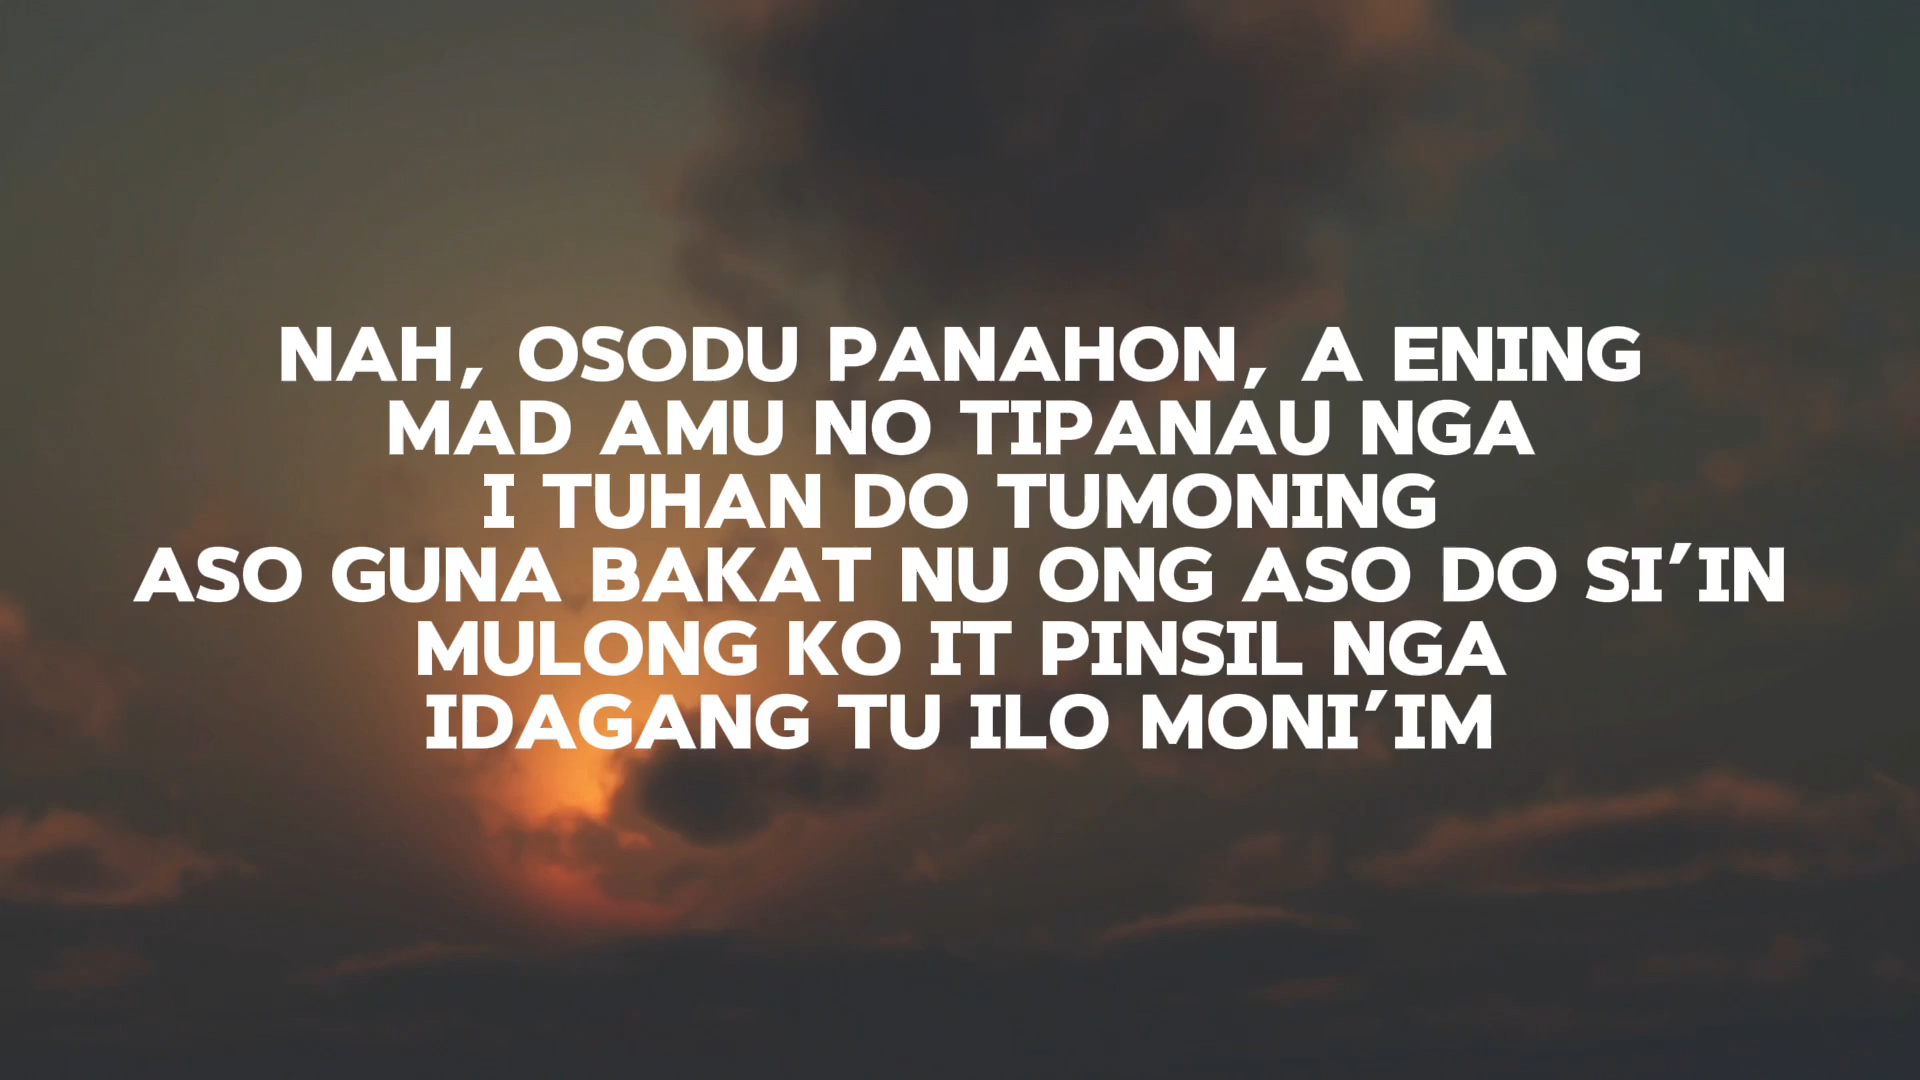 NAH, OSODU PANAHON, A ENING
MAD AMU NO TIPANAU NGA
I TUHAN DO TUMONING
ASO GUNA BAKAT NU ONG ASO DO SI'IN
MULONG KO IT PINSIL NGA
IDAGANG TU ILO MONI'IM